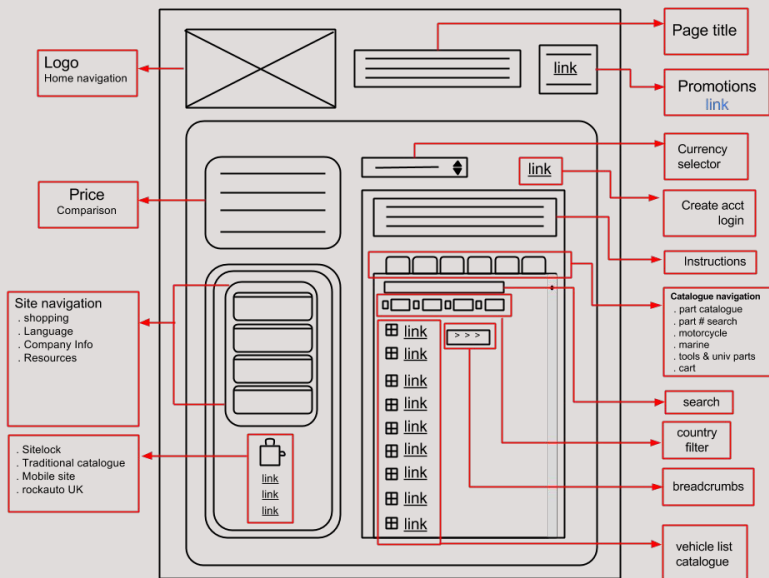 Page title
Logo
Home navigation
link
Promotions
link
Currency
selector
link
Price
Comparison
Create acct
login
Instructions
Site navigation
. shopping
. Language
. Company Info
. Resources
Catalogue navigation
. part catalogue
. part # search
. motorcycle
. marine
. tools & univ parts
. cart
link
> > >
link
link
link
link
link
link
link
link
search
country
filter
. Sitelock
. Traditional catalogue
. Mobile site
. rockauto UK
link
link
link
breadcrumbs
vehicle list
catalogue